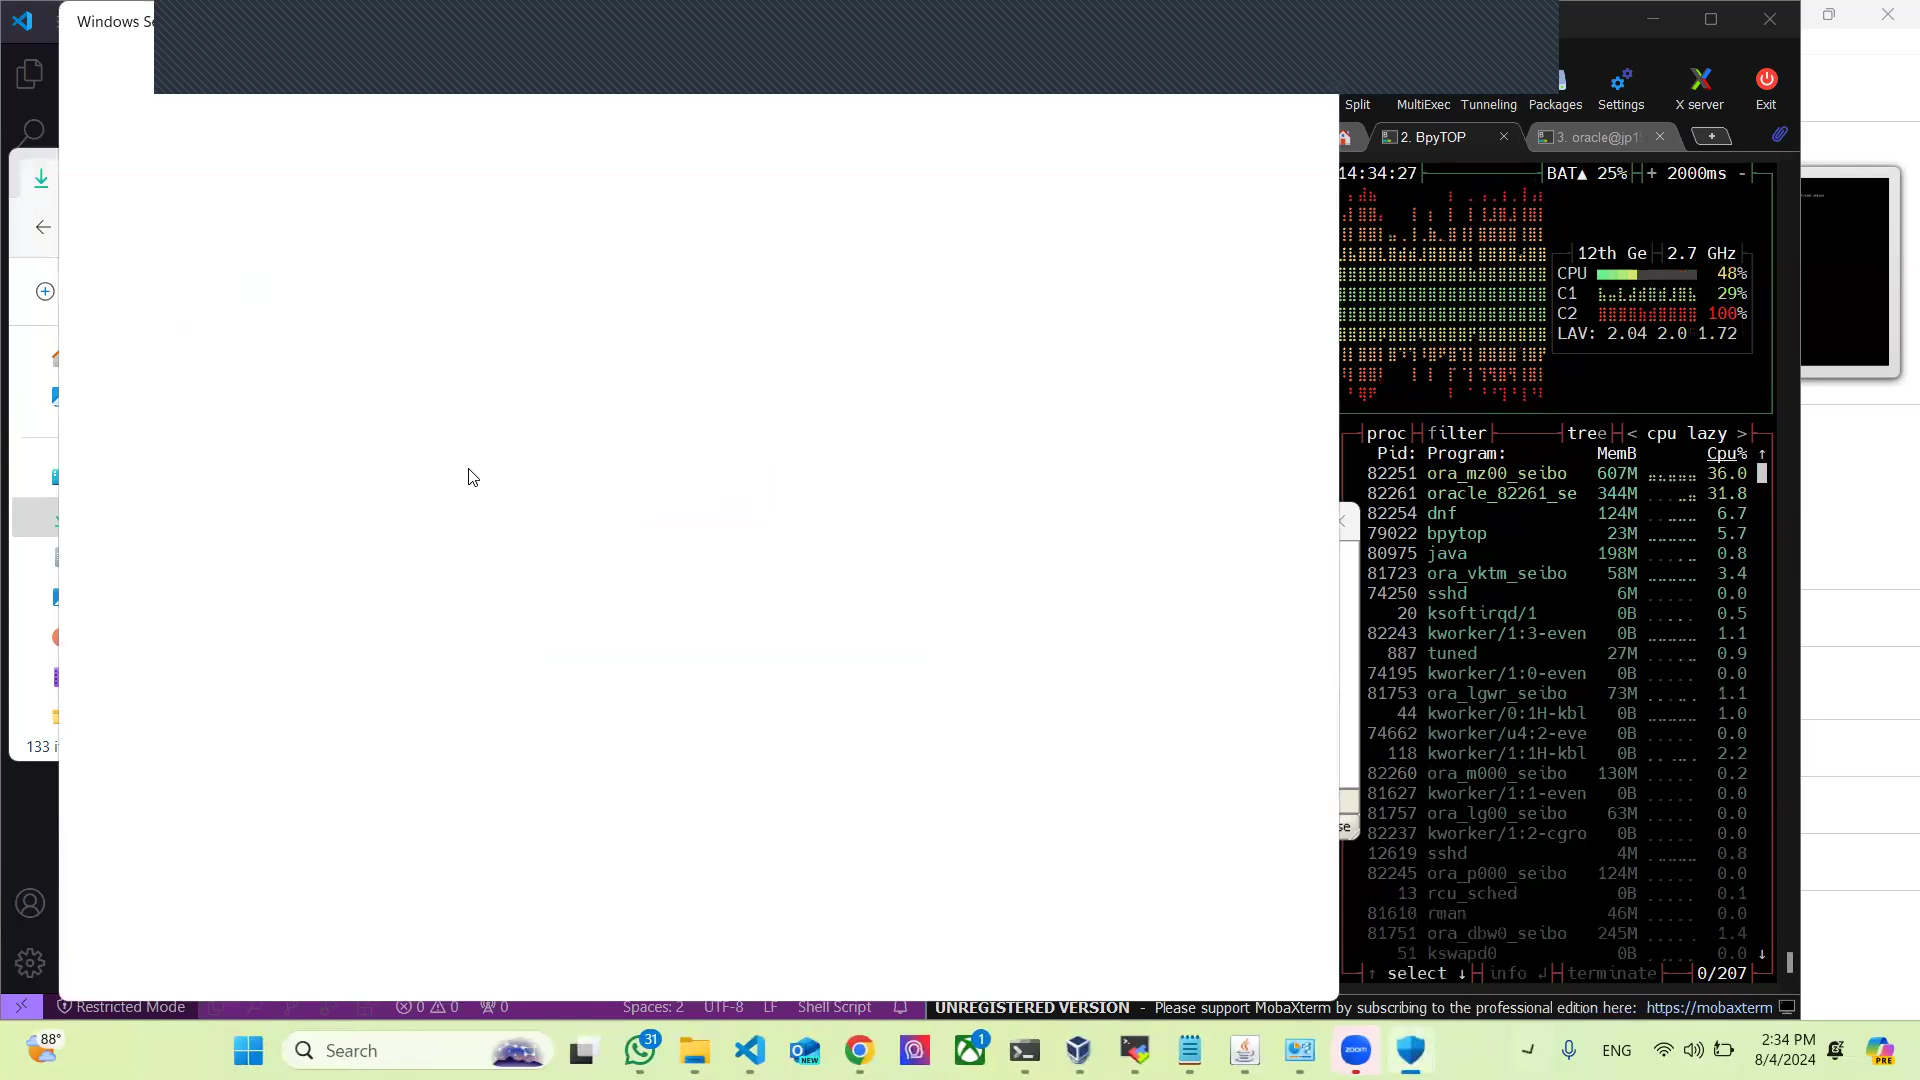 Windows Se
Split MultiExec Tunneling Packages Settings X server Exit
2. BpyTOP
3. oracle@jp1
14:34:27 BAT▲ 25% + 2000ms -
12th Ge 2.7 GHz
CPU 48%
C1 29%
C2 100%
LAV: 2.04 2.0 1.72
proc filter tree < cpu lazy >
Pid: Program: MemB Cpu% ↑
82251 ora_mz00_seibo 607M 36.0
82261 oracle_82261_se 344M 31.8
82254 dnf 124M 6.7
79022 bpytop 23M 5.7
80975 java 198M 0.8
81723 ora_vktm_seibo 58M 3.4
74250 sshd 6M 0.0
20 ksoftirqd/1 0B 0.5
82243 kworker/1:3-even 0B 1.1
887 tuned 27M 0.9
74195 kworker/1:0-even 0B 0.0
81753 ora_lgwr_seibo 73M 1.1
44 kworker/0:1H-kbl 0B 1.0
74662 kworker/u4:2-eve 0B 0.0
118 kworker/1:1H-kbl 0B 2.2
82260 ora_m000_seibo 130M 0.2
81627 kworker/1:1-even 0B 0.0
81757 ora_lg00_seibo 63M 0.0
82237 kworker/1:2-cgro 0B 0.0
12619 sshd 4M 0.8
82245 ora_p000_seibo 124M 0.0
13 rcu_sched 0B 0.1
81610 rman 46M 0.0
81751 ora_dbw0_seibo 245M 1.4
51 kswapd0 0B 0.0 ↓
↑ select ↓ info ↲ terminate 0/207
se
133 i
Restricted Mode 0 0 0 Spaces: 2 UTF-8 LF Shell Script
UNREGISTERED VERSION - Please support MobaXterm by subscribing to the professional edition here: https://mobaxterm
88°
Search
31
NEW
1
zoom
ENG
2:34 PM
8/4/2024
PRE